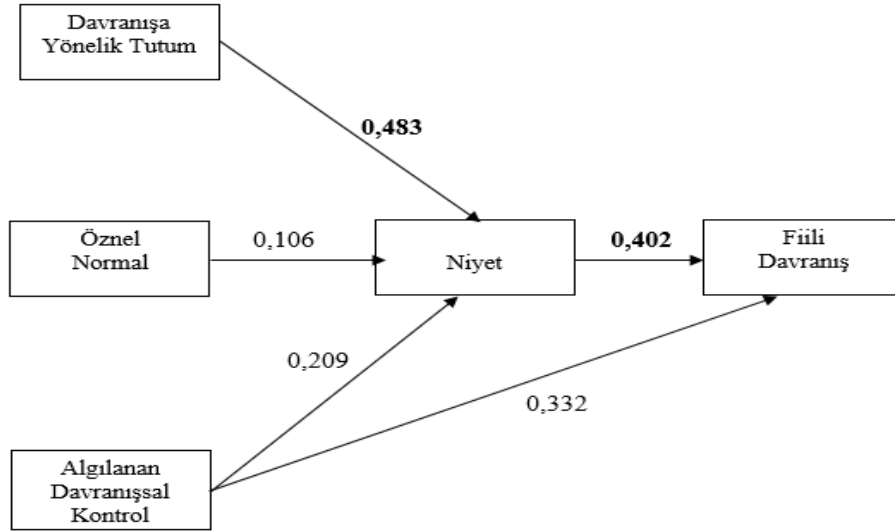 Davranışa
Yönelik Tutum
0,483
Öznel
Normal
0,106
Niyet
0,402
Fiili
Davranış
0,209
0,332
Algılanan
Davranışsal
Kontrol